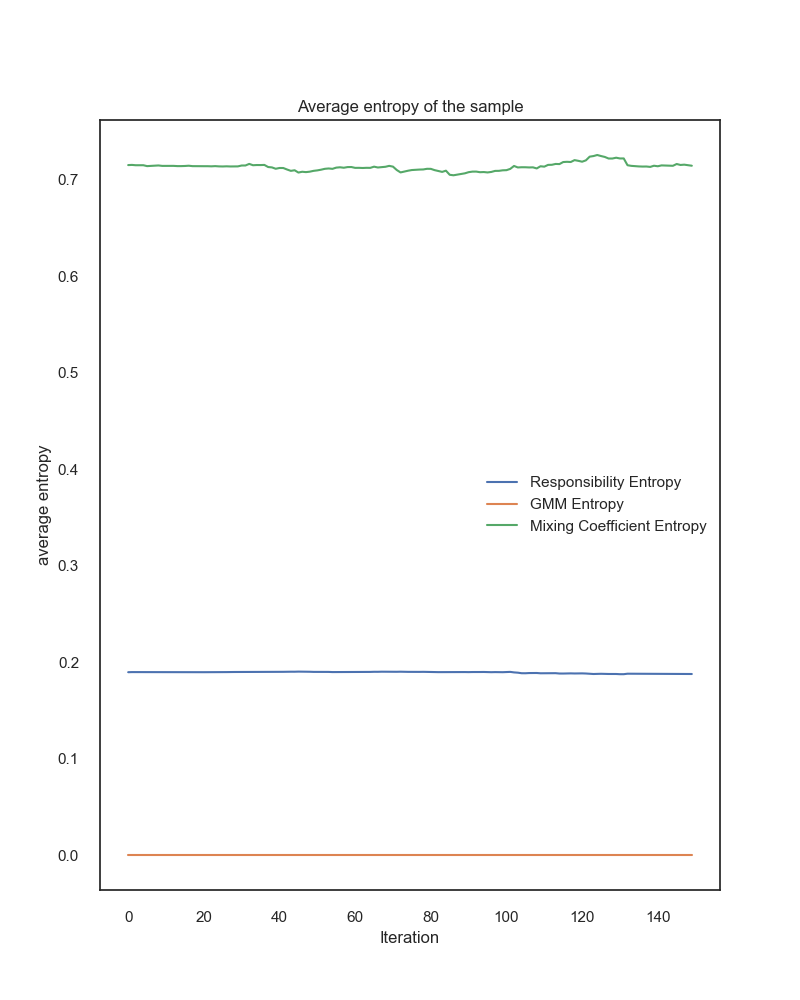 Average entropy of the sample
0.7
0.6
0.5
0.4
0.3
0.2
0.1
0.0
average entropy
Responsibility Entropy
GMM Entropy
Mixing Coefficient Entropy
0 20 40 60 80 100 120 140
Iteration